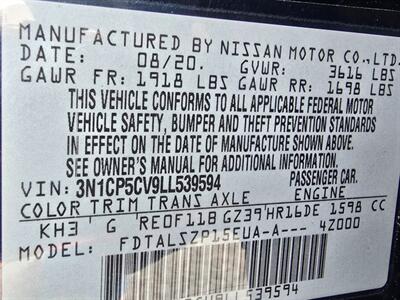 MANUFACTURED BY NISSAN MOTOR CO., LTD.
DATE: 08/20. GVWR: 3616 LBS
GAWR FR: 1918 LBS GAWR RR: 1698 LBS
THIS VEHICLE CONFORMS TO ALL APPLICABLE FEDERAL MOTOR
VEHICLE SAFETY, BUMPER AND THEFT PREVENTION STANDARDS
IN EFFECT ON THE DATE OF MANUFACTURE SHOWN ABOVE.
SEE OWNER'S MANUAL FOR ADDITIONAL INFORMATION.
VIN: 3N1CP5CV9LL539594 PASSENGER CAR
COLOR TRIM TRANS AXLE ENGINE
KH3 G RE0F11B GZ39 HR16DE 1598 CC
MODEL: FDTALSZP15EUA-A--- 4Z000